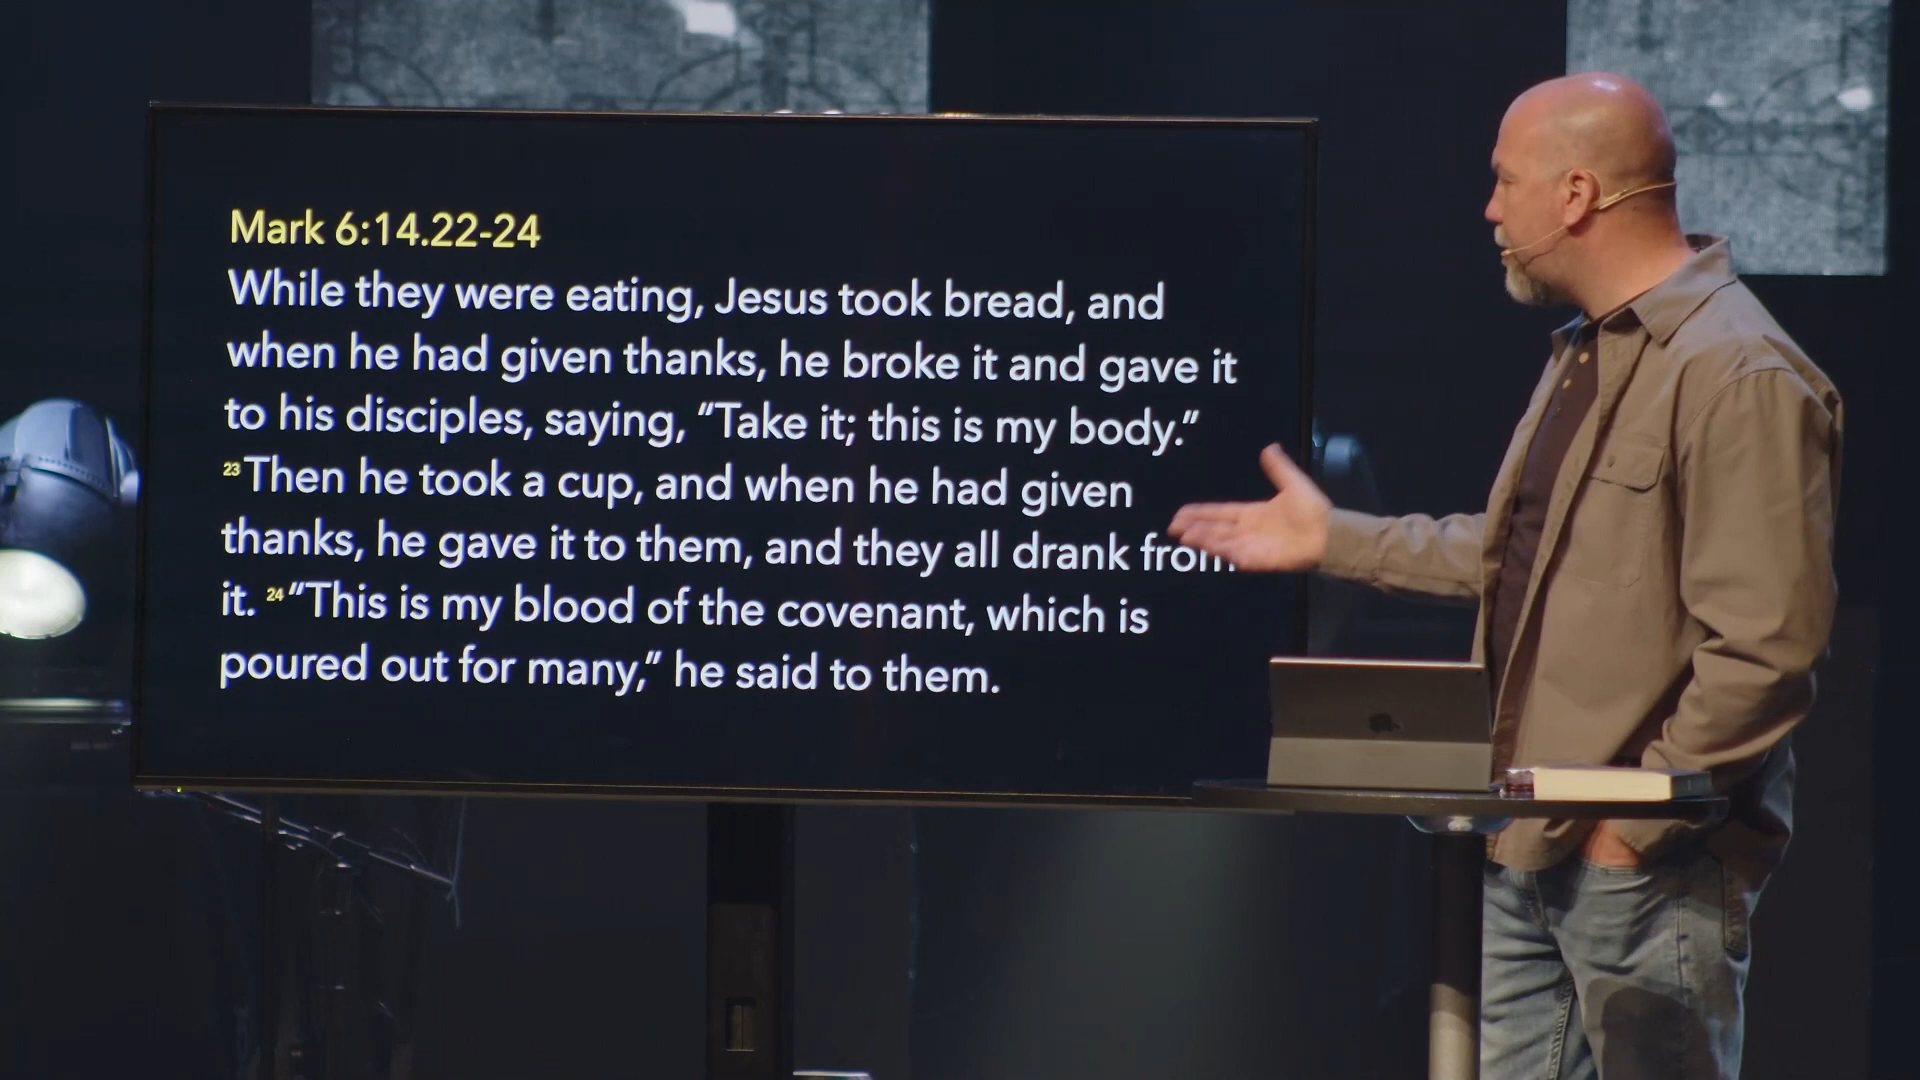 Mark 6:14.22-24
While they were eating, Jesus took bread, and
when he had given thanks, he broke it and gave it
to his disciples, saying, “Take it; this is my body.”
23 Then he took a cup, and when he had given
thanks, he gave it to them, and they all drank from
it. 24 “This is my blood of the covenant, which is
poured out for many,” he said to them.